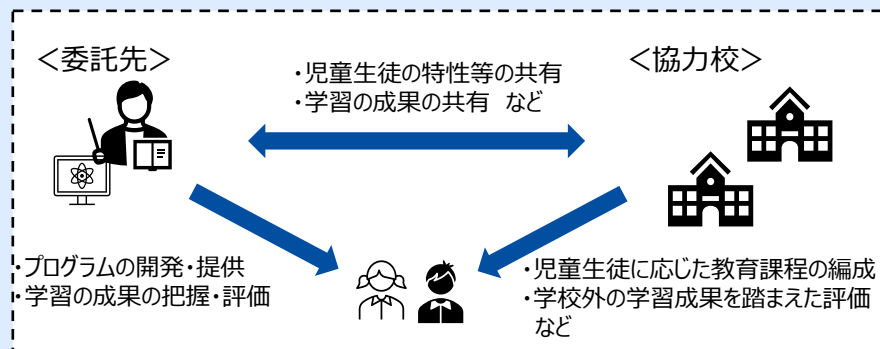 ＜委託先＞
＜協力校＞
・児童生徒の特性等の共有
・学習の成果の共有 など
・プログラムの開発・提供
・学習の成果の把握・評価
・児童生徒に応じた教育課程の編成
・学校外の学習成果を踏まえた評価
など